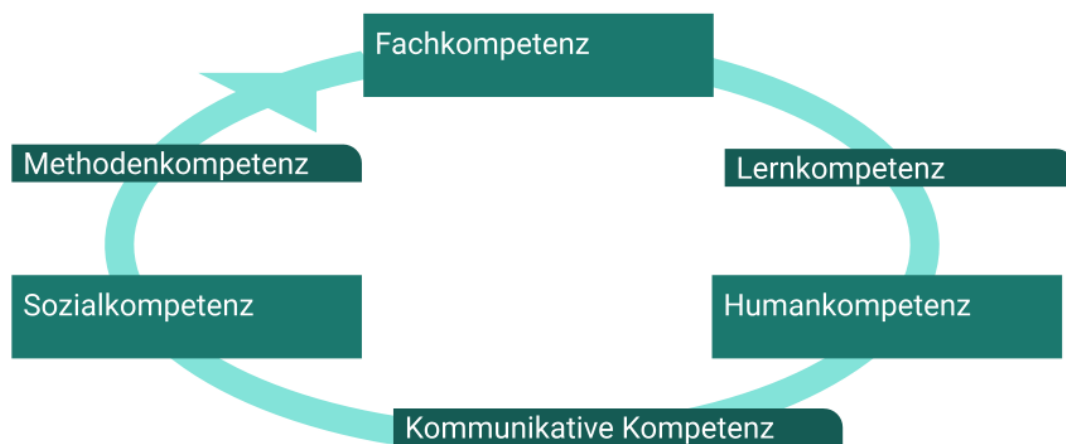 Fachkompetenz
Methodenkompetenz
Lernkompetenz
Sozialkompetenz
Humankompetenz
Kommunikative Kompetenz